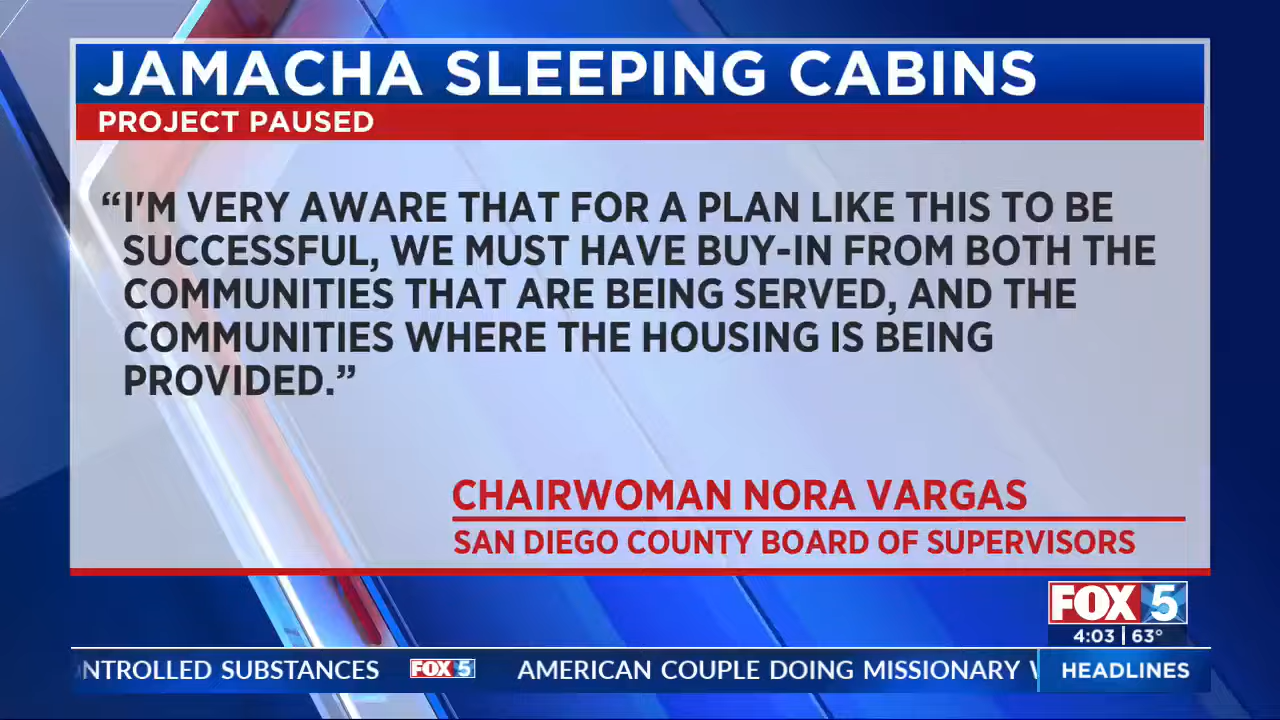 JAMACHA SLEEPING CABINS
PROJECT PAUSED
“I'M VERY AWARE THAT FOR A PLAN LIKE THIS TO BE
SUCCESSFUL, WE MUST HAVE BUY-IN FROM BOTH THE
COMMUNITIES THAT ARE BEING SERVED, AND THE
COMMUNITIES WHERE THE HOUSING IS BEING
PROVIDED.”
CHAIRWOMAN NORA VARGAS
SAN DIEGO COUNTY BOARD OF SUPERVISORS
FOX 5
4:03 | 63°
NTROLLED SUBSTANCES FOX 5 AMERICAN COUPLE DOING MISSIONARY HEADLINES